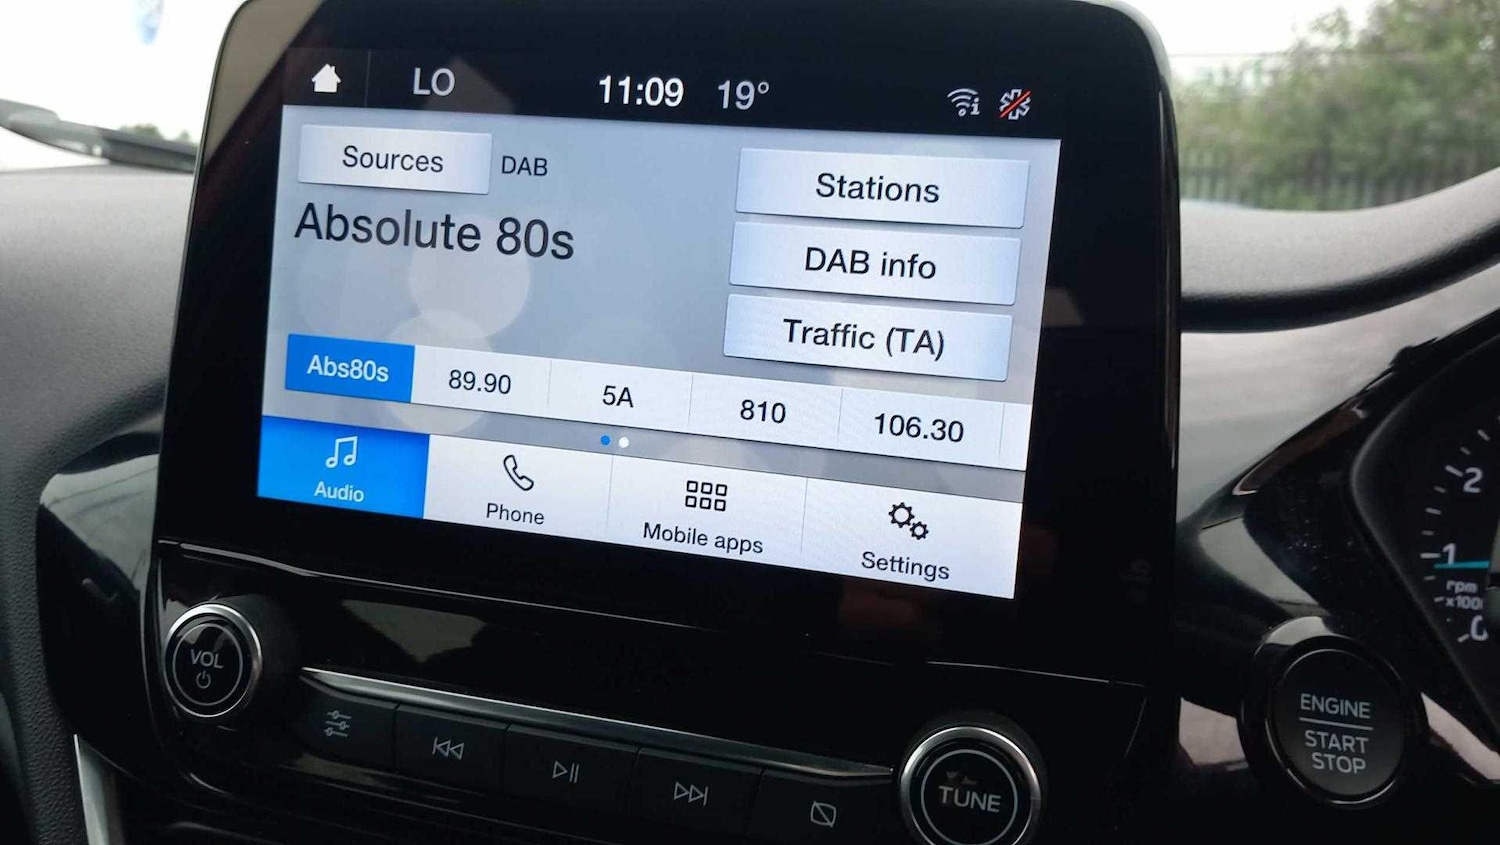 LO
11:09
19°
Sources
DAB
Absolute 80s
Stations
DAB info
Traffic (TA)
Abs80s
89.90
5A
810
106.30
Audio
Phone
Mobile apps
Settings
VOL
TUNE
ENGINE
START
STOP
2
1
rpm
0